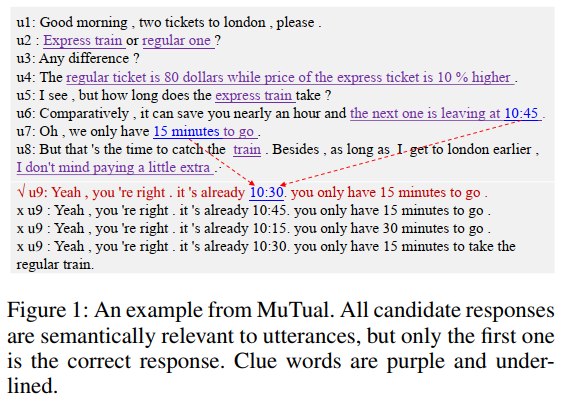 u1: Good morning , two tickets to london , please .
u2 : Express train or regular one ?
u3: Any difference ?
u4: The regular ticket is 80 dollars while price of the express ticket is 10 % higher .
u5: I see , but how long does the express train take ?
u6: Comparatively , it can save you nearly an hour and the next one is leaving at 10:45 .
u7: Oh , we only have 15 minutes to go .
u8: But that 's the time to catch the train . Besides , as long as I get to london earlier ,
I don't mind paying a little extra .
√ u9: Yeah , you 're right . it 's already 10:30. you only have 15 minutes to go .
x u9 : Yeah , you 're right . it 's already 10:45. you only have 15 minutes to go .
x u9 : Yeah , you 're right . it 's already 10:15. you only have 30 minutes to go .
x u9 : Yeah , you 're right . it 's already 10:30. you only have 15 minutes to take the
regular train.
Figure 1: An example from MuTual. All candidate responses
are semantically relevant to utterances, but only the first one
is the correct response. Clue words are purple and under-
lined.